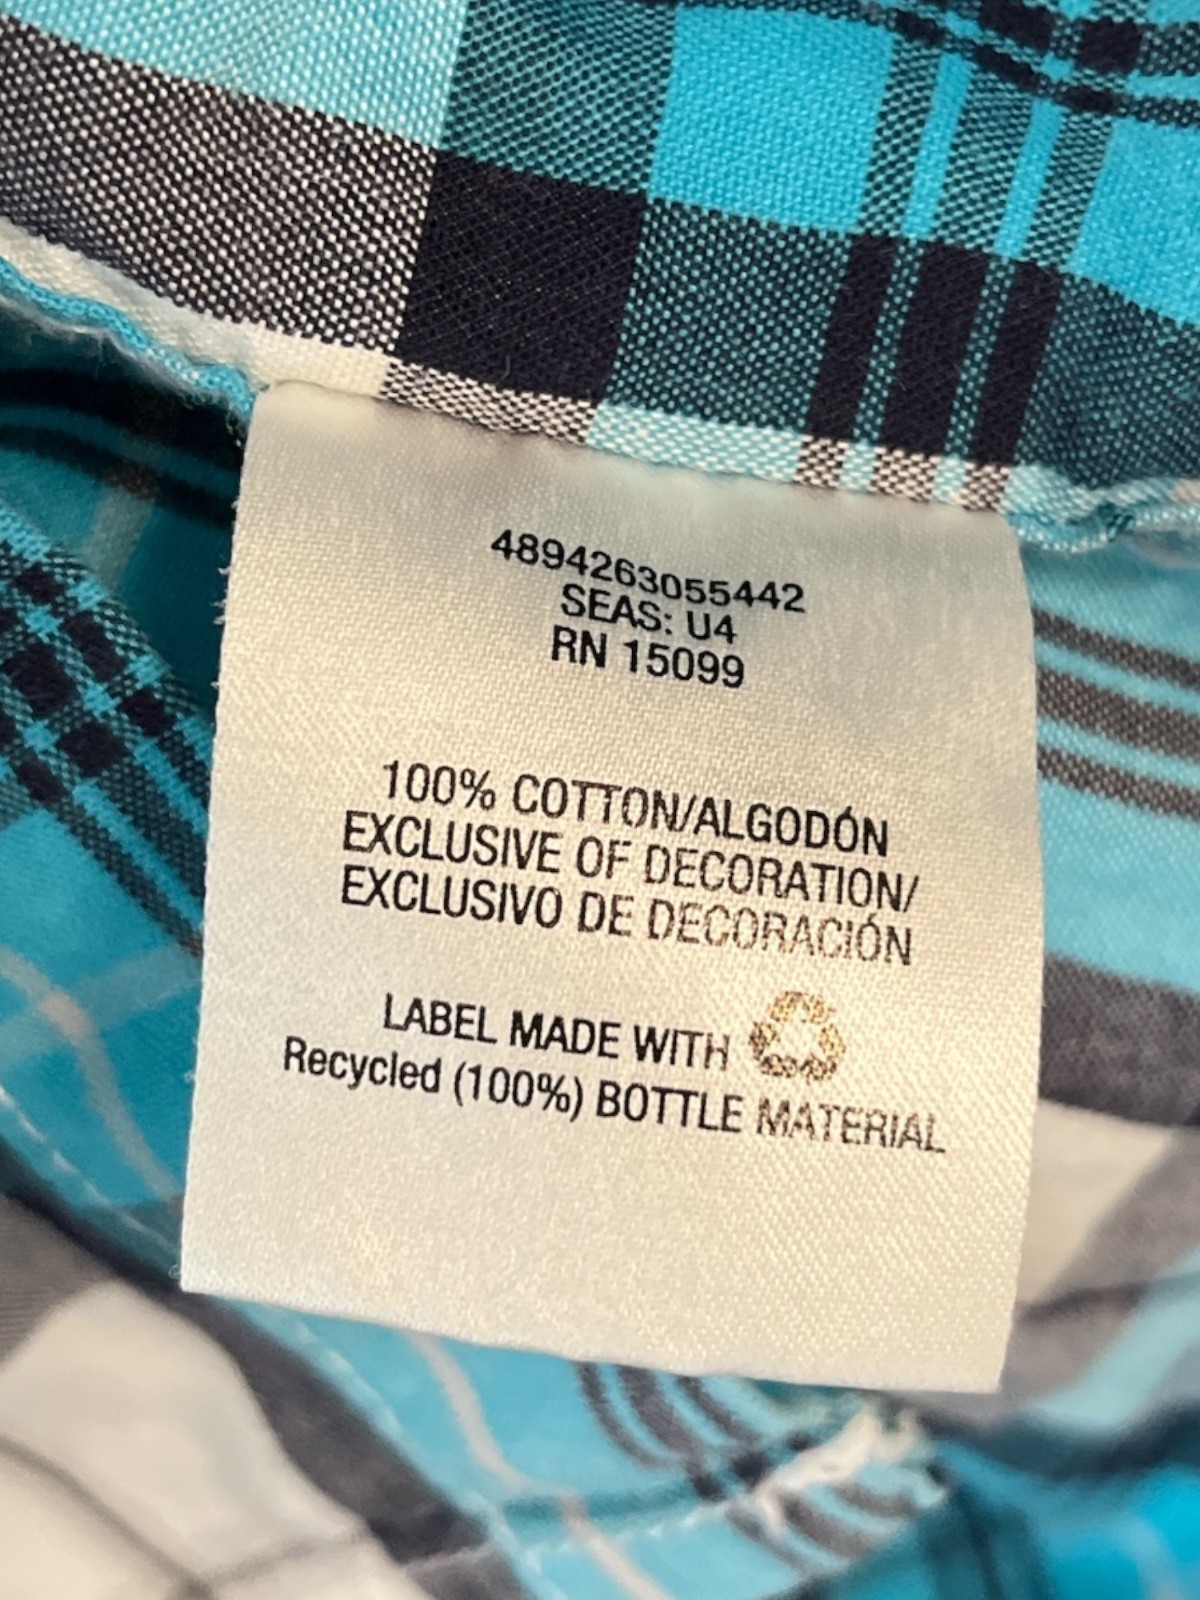 4894263055442
SEAS: U4
RN 15099
100% COTTON/ALGODÓN
EXCLUSIVE OF DECORATION/
EXCLUSIVO DE DECORACIÓN
LABEL MADE WITH
Recycled (100%) BOTTLE MATERIAL